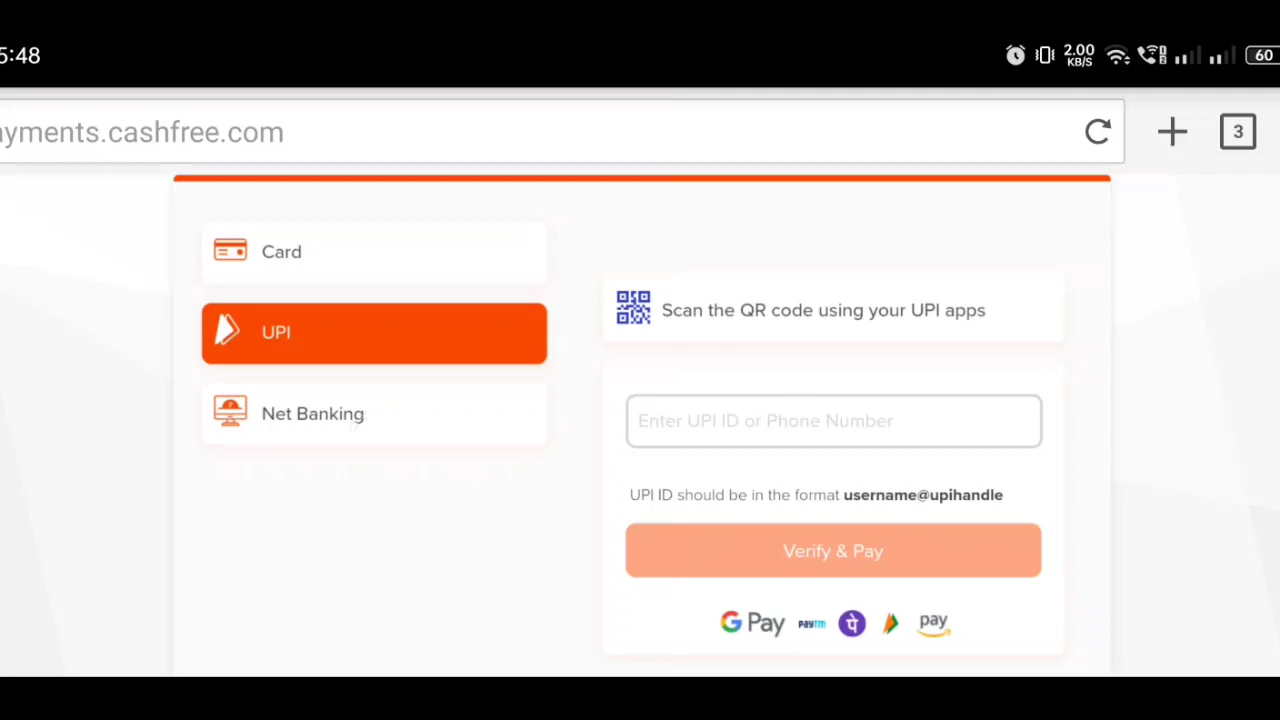 5:48
2.00
KB/S
60
yments.cashfree.com
3
Card
UPI
Net Banking
Scan the QR code using your UPI apps
Enter UPI ID or Phone Number
UPI ID should be in the format username@upihandle
Verify & Pay
G Pay paytm पे pay